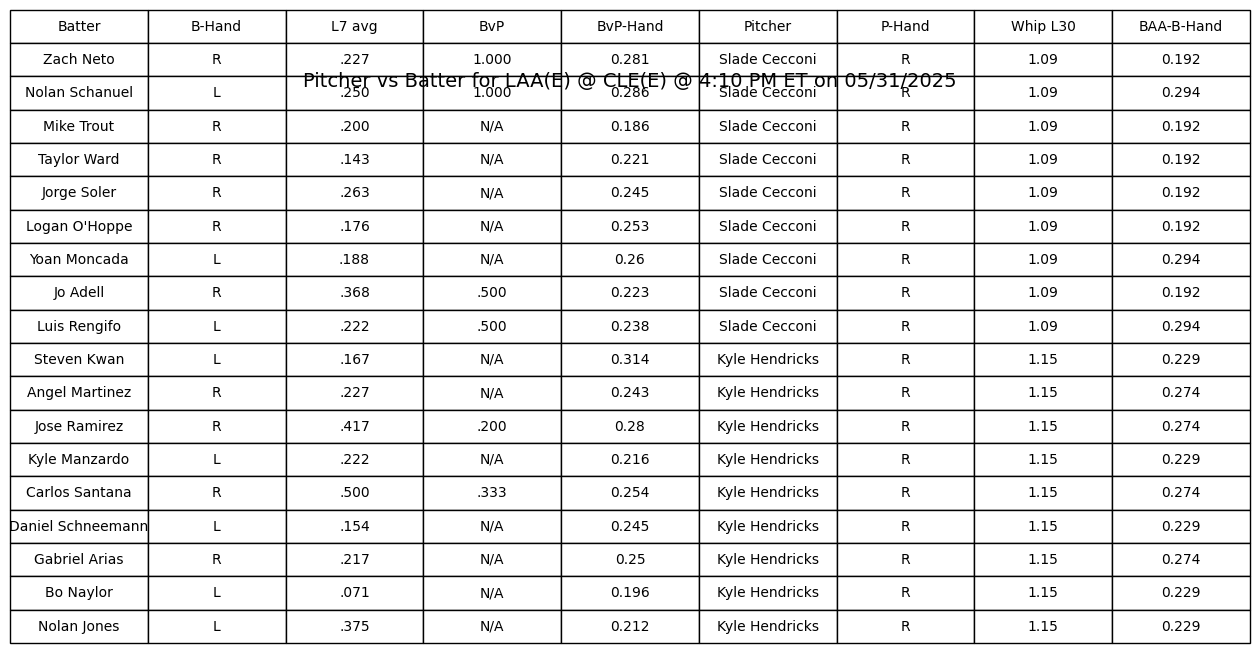 Batter B-Hand L7 avg BvP BvP-Hand Pitcher P-Hand Whip L30 BAA-B-Hand
Zach Neto R .227 1.000 0.281 Slade Cecconi R 1.09 0.192
Pitcher vs Batter for LAA(E) @ CLE(E) @ 4:10 PM ET on 05/31/2025
Nolan Schanuel L .250 1.000 0.286 Slade Cecconi R 1.09 0.294
Mike Trout R .200 N/A 0.186 Slade Cecconi R 1.09 0.192
Taylor Ward R .143 N/A 0.221 Slade Cecconi R 1.09 0.192
Jorge Soler R .263 N/A 0.245 Slade Cecconi R 1.09 0.192
Logan O'Hoppe R .176 N/A 0.253 Slade Cecconi R 1.09 0.192
Yoan Moncada L .188 N/A 0.26 Slade Cecconi R 1.09 0.294
Jo Adell R .368 .500 0.223 Slade Cecconi R 1.09 0.192
Luis Rengifo L .222 .500 0.238 Slade Cecconi R 1.09 0.294
Steven Kwan L .167 N/A 0.314 Kyle Hendricks R 1.15 0.229
Angel Martinez R .227 N/A 0.243 Kyle Hendricks R 1.15 0.274
Jose Ramirez R .417 .200 0.28 Kyle Hendricks R 1.15 0.274
Kyle Manzardo L .222 N/A 0.216 Kyle Hendricks R 1.15 0.229
Carlos Santana R .500 .333 0.254 Kyle Hendricks R 1.15 0.274
Daniel Schneemann L .154 N/A 0.245 Kyle Hendricks R 1.15 0.229
Gabriel Arias R .217 N/A 0.25 Kyle Hendricks R 1.15 0.274
Bo Naylor L .071 N/A 0.196 Kyle Hendricks R 1.15 0.229
Nolan Jones L .375 N/A 0.212 Kyle Hendricks R 1.15 0.229